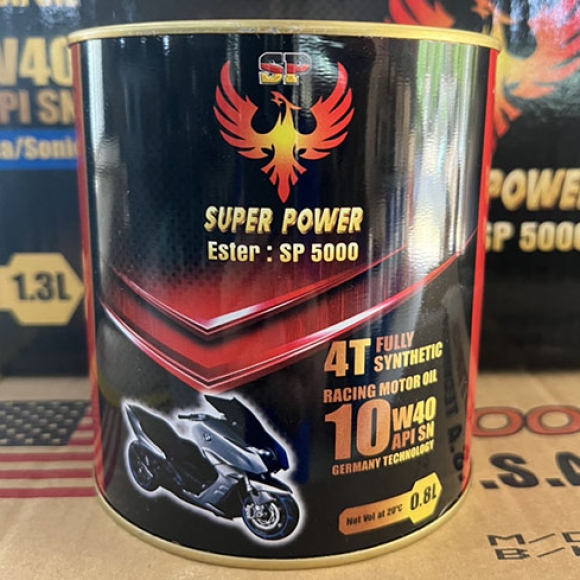 SP
SUPER POWER
Ester : SP 5000
4T FULLY
SYNTHETIC
RACING MOTOR OIL
10W40
API SN
GERMANY TECHNOLOGY
Net Vol at 20°C 0.8L
W40
API SN
a/Sonic
1.3L
POWER
SP 5000
.S.A
M/
B/